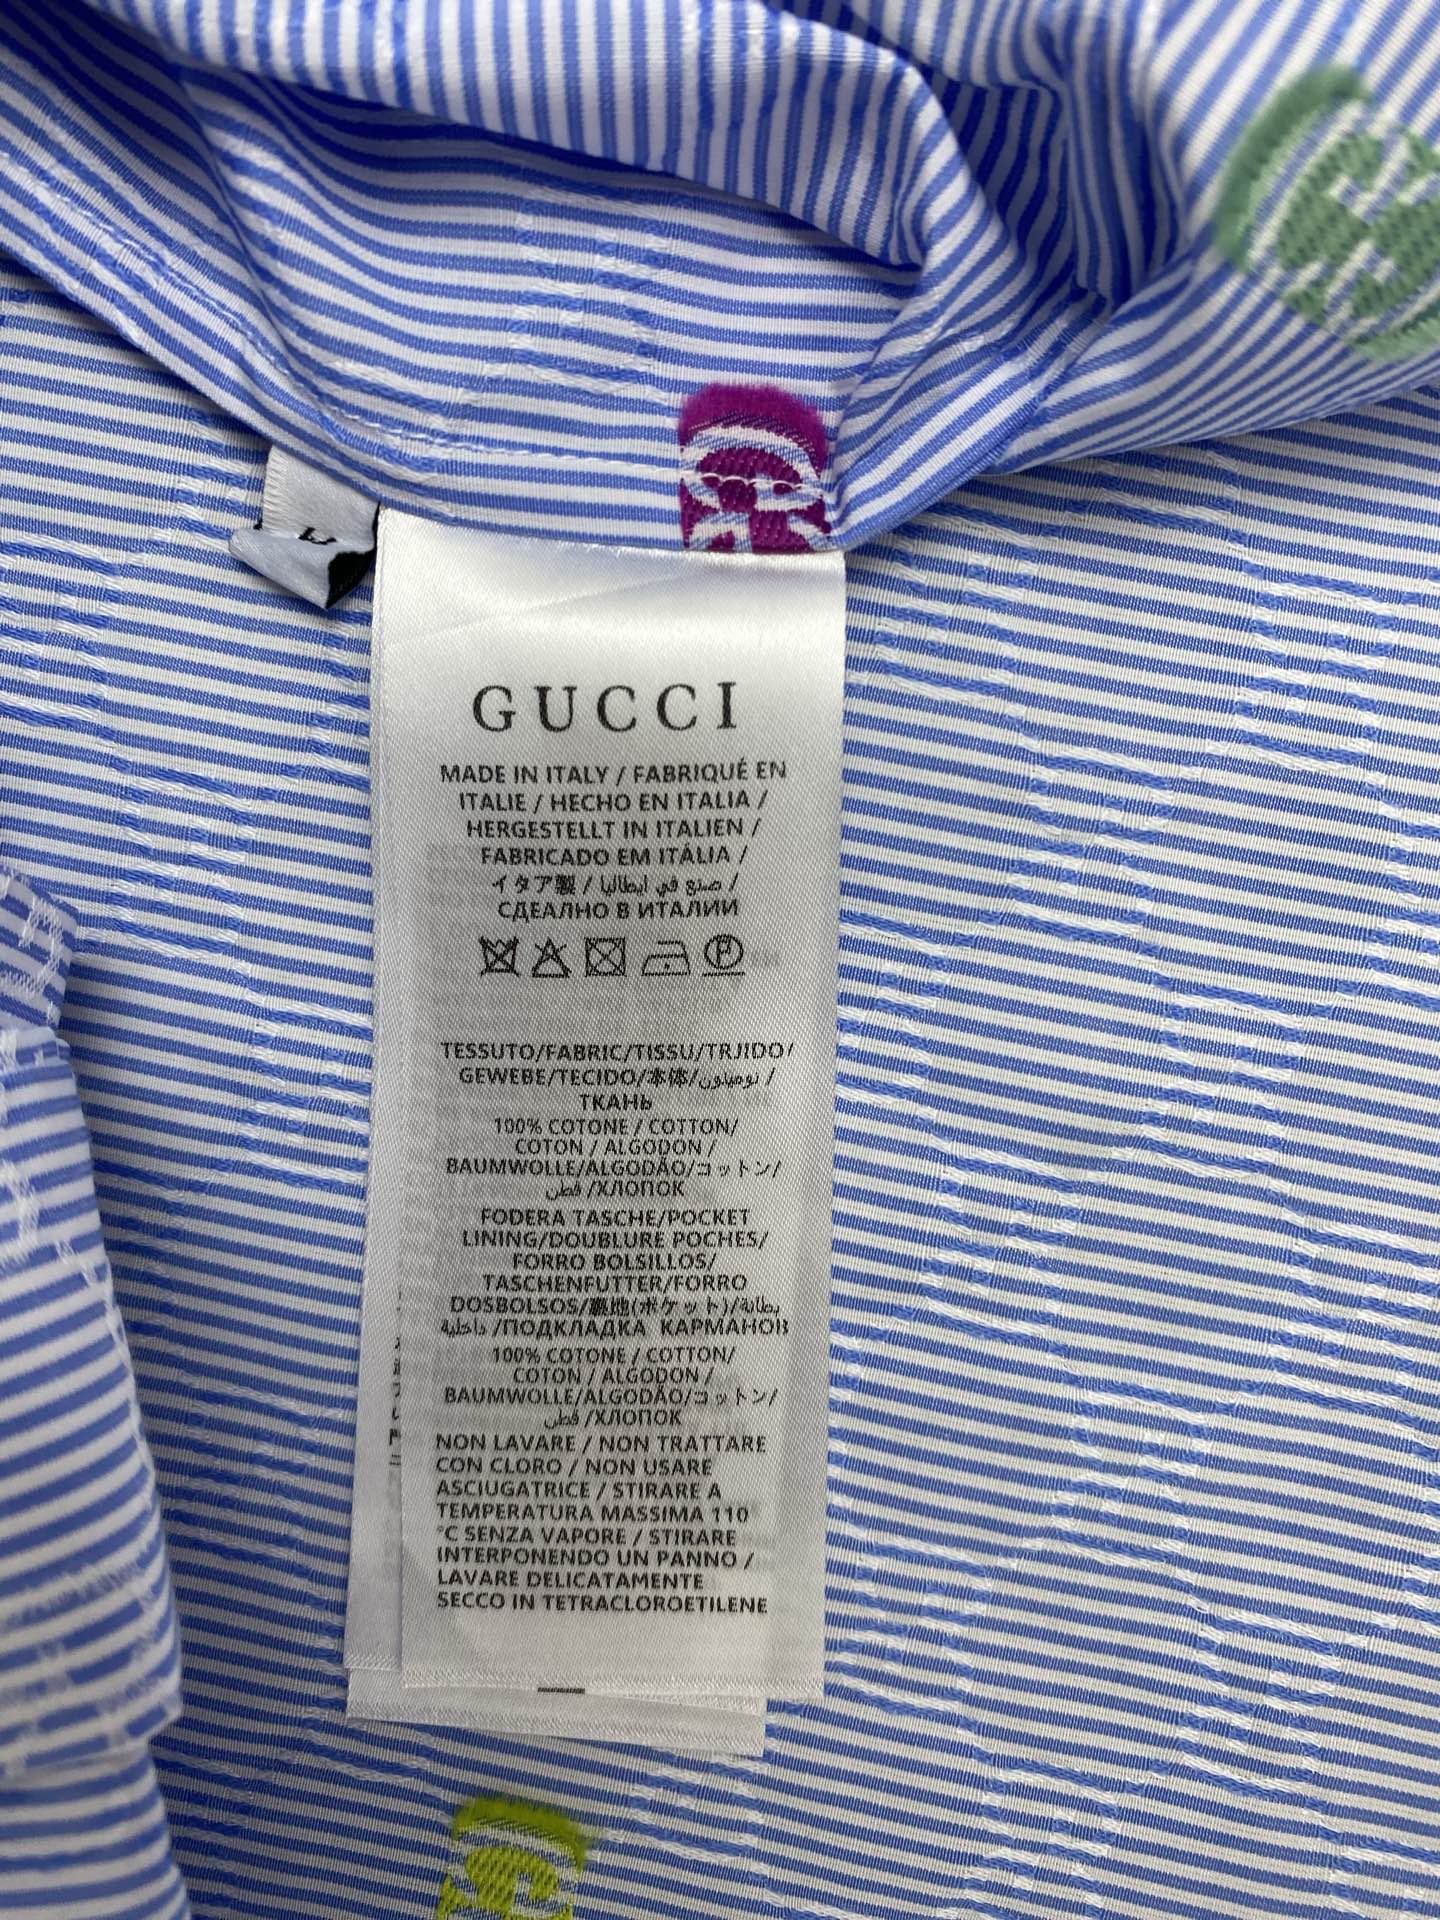 GUCCI
MADE IN ITALY / FABRIQUÉ EN
ITALIE / HECHO EN ITALIA /
HERGESTELLT IN ITALIEN /
FABRICADO EM ITÁLIA /
イタア製 / صنع في ايطاليا /
СДЕАЛНО В ИТАЛИИ
TESSUTO/FABRIC/TISSU/TRJIDO/
GEWEBE/TECIDO/本体/
ТКАНЬ
100% COTONE / COTTON/
COTON / ALGODON /
BAUMWOLLE/ALGODÃO/コットン/
قطن /ХЛОПОК
FODERA TASCHE/POCKET
LINING/DOUBLURE POCHES/
FORRO BOLSILLOS/
TASCHENFUTTER/FORRO
DOSBOLSOS/裏地(ポケット)/بطانة
داخلية /ПОДКЛАДКА КАРМАНОВ
100% COTONE / COTTON/
COTON / ALGODON /
BAUMWOLLE/ALGODÃO/コットン/
قطن /ХЛОПОК
NON LAVARE / NON TRATTARE
CON CLORO / NON USARE
ASCIUGATRICE / STIRARE A
TEMPERATURA MASSIMA 110
°C SENZA VAPORE / STIRARE
INTERPONENDO UN PANNO /
LAVARE DELICATAMENTE
SECCO IN TETRACLOROETILENE